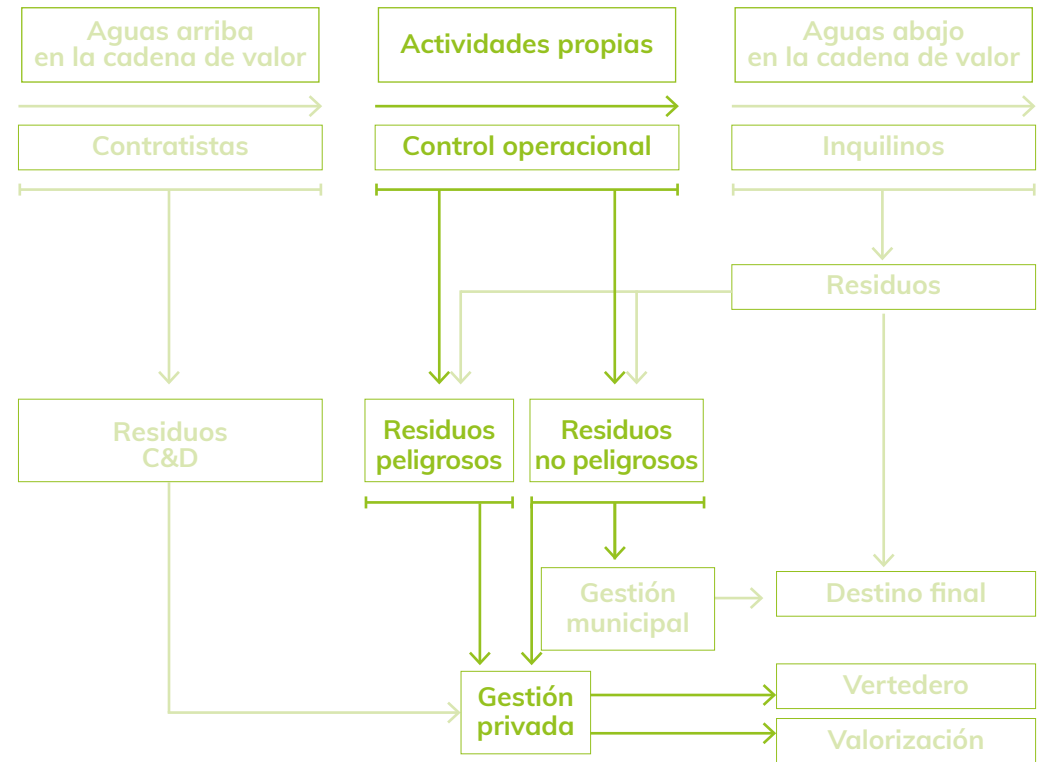 Aguas arriba
en la cadena de valor
Actividades propias
Aguas abajo
en la cadena de valor
Contratistas
Control operacional
Inquilinos
Residuos
Residuos
C&D
Residuos
peligrosos
Residuos
no peligrosos
Gestión
municipal
Destino final
Gestión
privada
Vertedero
Valorización